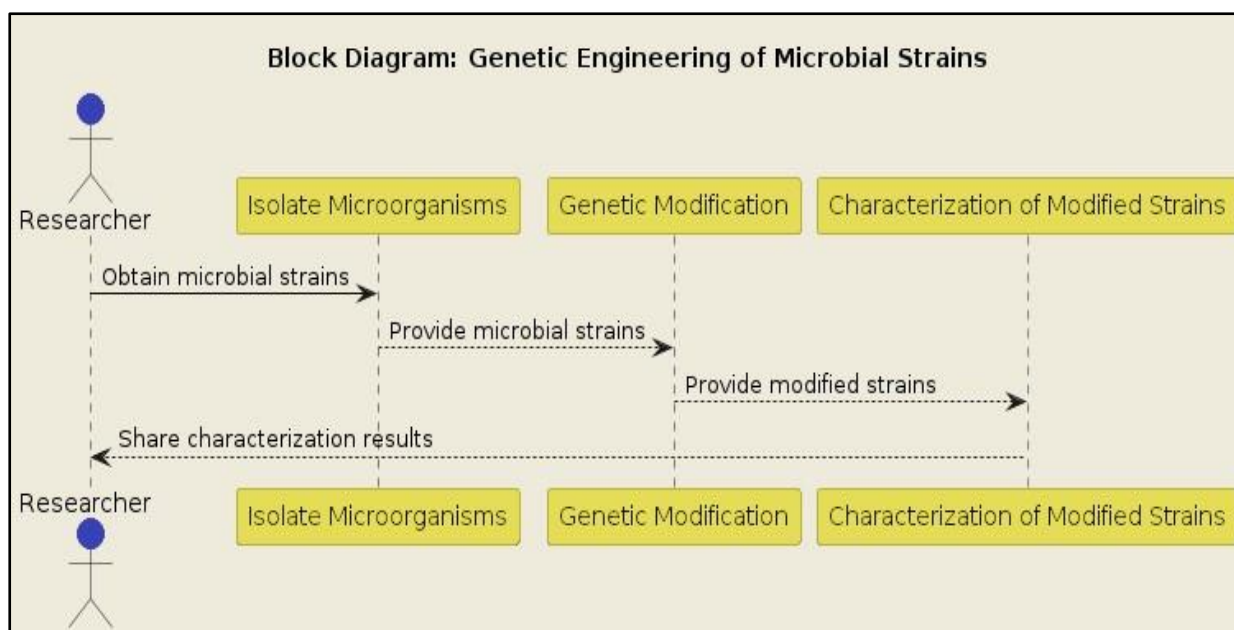 Block Diagram: Genetic Engineering of Microbial Strains
Researcher
Isolate Microorganisms
Genetic Modification
Characterization of Modified Strains
Obtain microbial strains
Provide microbial strains
Provide modified strains
Share characterization results
Researcher
Isolate Microorganisms
Genetic Modification
Characterization of Modified Strains